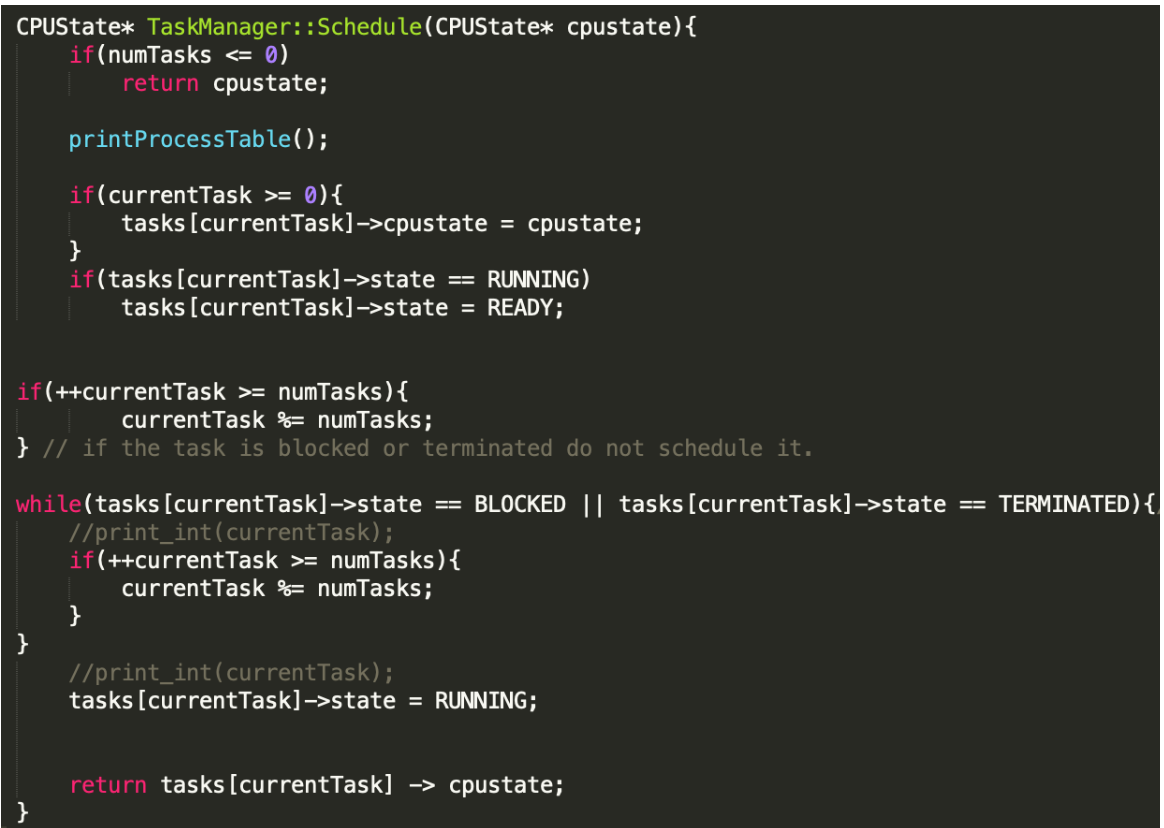 CPUState* TaskManager::Schedule(CPUState* cpustate){
    if(numTasks <= 0)
        return cpustate;

    printProcessTable();

    if(currentTask >= 0){
        tasks[currentTask]->cpustate = cpustate;
    }
    if(tasks[currentTask]->state == RUNNING)
        tasks[currentTask]->state = READY;


if(++currentTask >= numTasks){
        currentTask %= numTasks;
} // if the task is blocked or terminated do not schedule it.

while(tasks[currentTask]->state == BLOCKED || tasks[currentTask]->state == TERMINATED){
    //print_int(currentTask);
    if(++currentTask >= numTasks){
        currentTask %= numTasks;
    }
}
    //print_int(currentTask);
    tasks[currentTask]->state = RUNNING;


    return tasks[currentTask] -> cpustate;
}